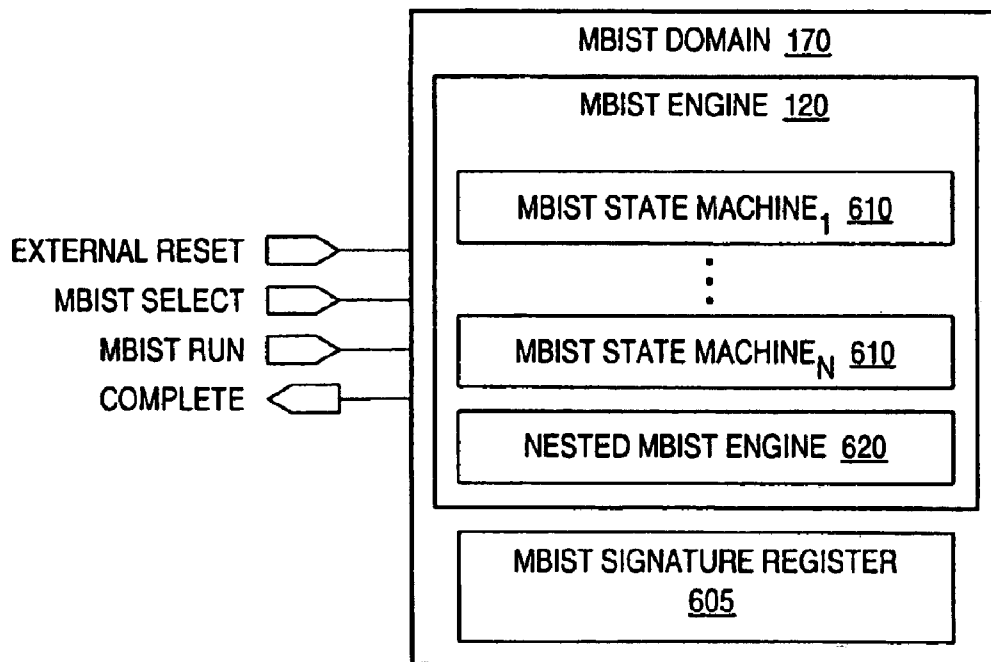 MBIST DOMAIN 170
MBIST ENGINE 120
MBIST STATE MACHINE1 610
EXTERNAL RESET
MBIST SELECT
MBIST RUN
MBIST STATE MACHINEN 610
COMPLETE
NESTED MBIST ENGINE 620
MBIST SIGNATURE REGISTER
605